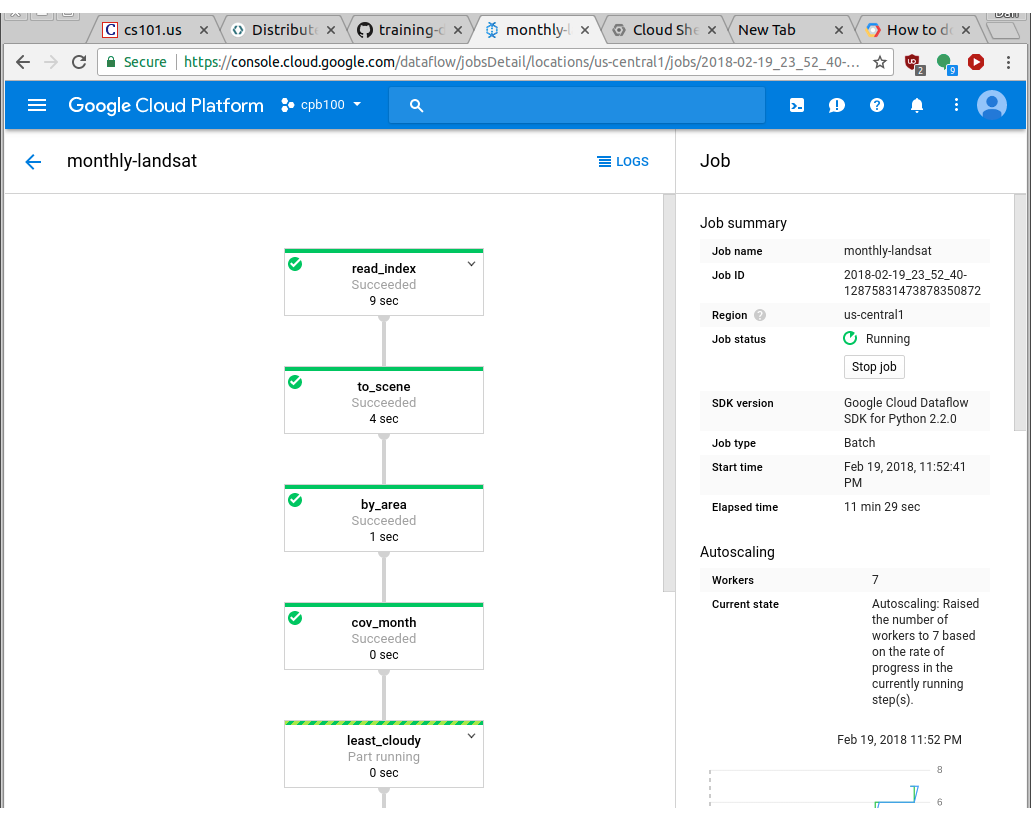 Dan
cs101.us
Distribut
training-d
monthly-l
Cloud She
New Tab
How to de
Secure
https://console.cloud.google.com/dataflow/jobsDetail/locations/us-central1/jobs/2018-02-19_23_52_40-...
2
9
Google Cloud Platform
cpb100
monthly-landsat
LOGS
Job
read_index
Succeeded
9 sec
to_scene
Succeeded
4 sec
by_area
Succeeded
1 sec
cov_month
Succeeded
0 sec
least_cloudy
Part running
0 sec
Job summary
Job name monthly-landsat
Job ID 2018-02-19_23_52_40-
12875831473878350872
Region us-central1
Job status Running
Stop job
SDK version Google Cloud Dataflow
SDK for Python 2.2.0
Job type Batch
Start time Feb 19, 2018, 11:52:41
PM
Elapsed time 11 min 29 sec
Autoscaling
Workers 7
Current state Autoscaling: Raised
the number of
workers to 7 based
on the rate of
progress in the
currently running
step(s).
Feb 19, 2018 11:52 PM
8
6